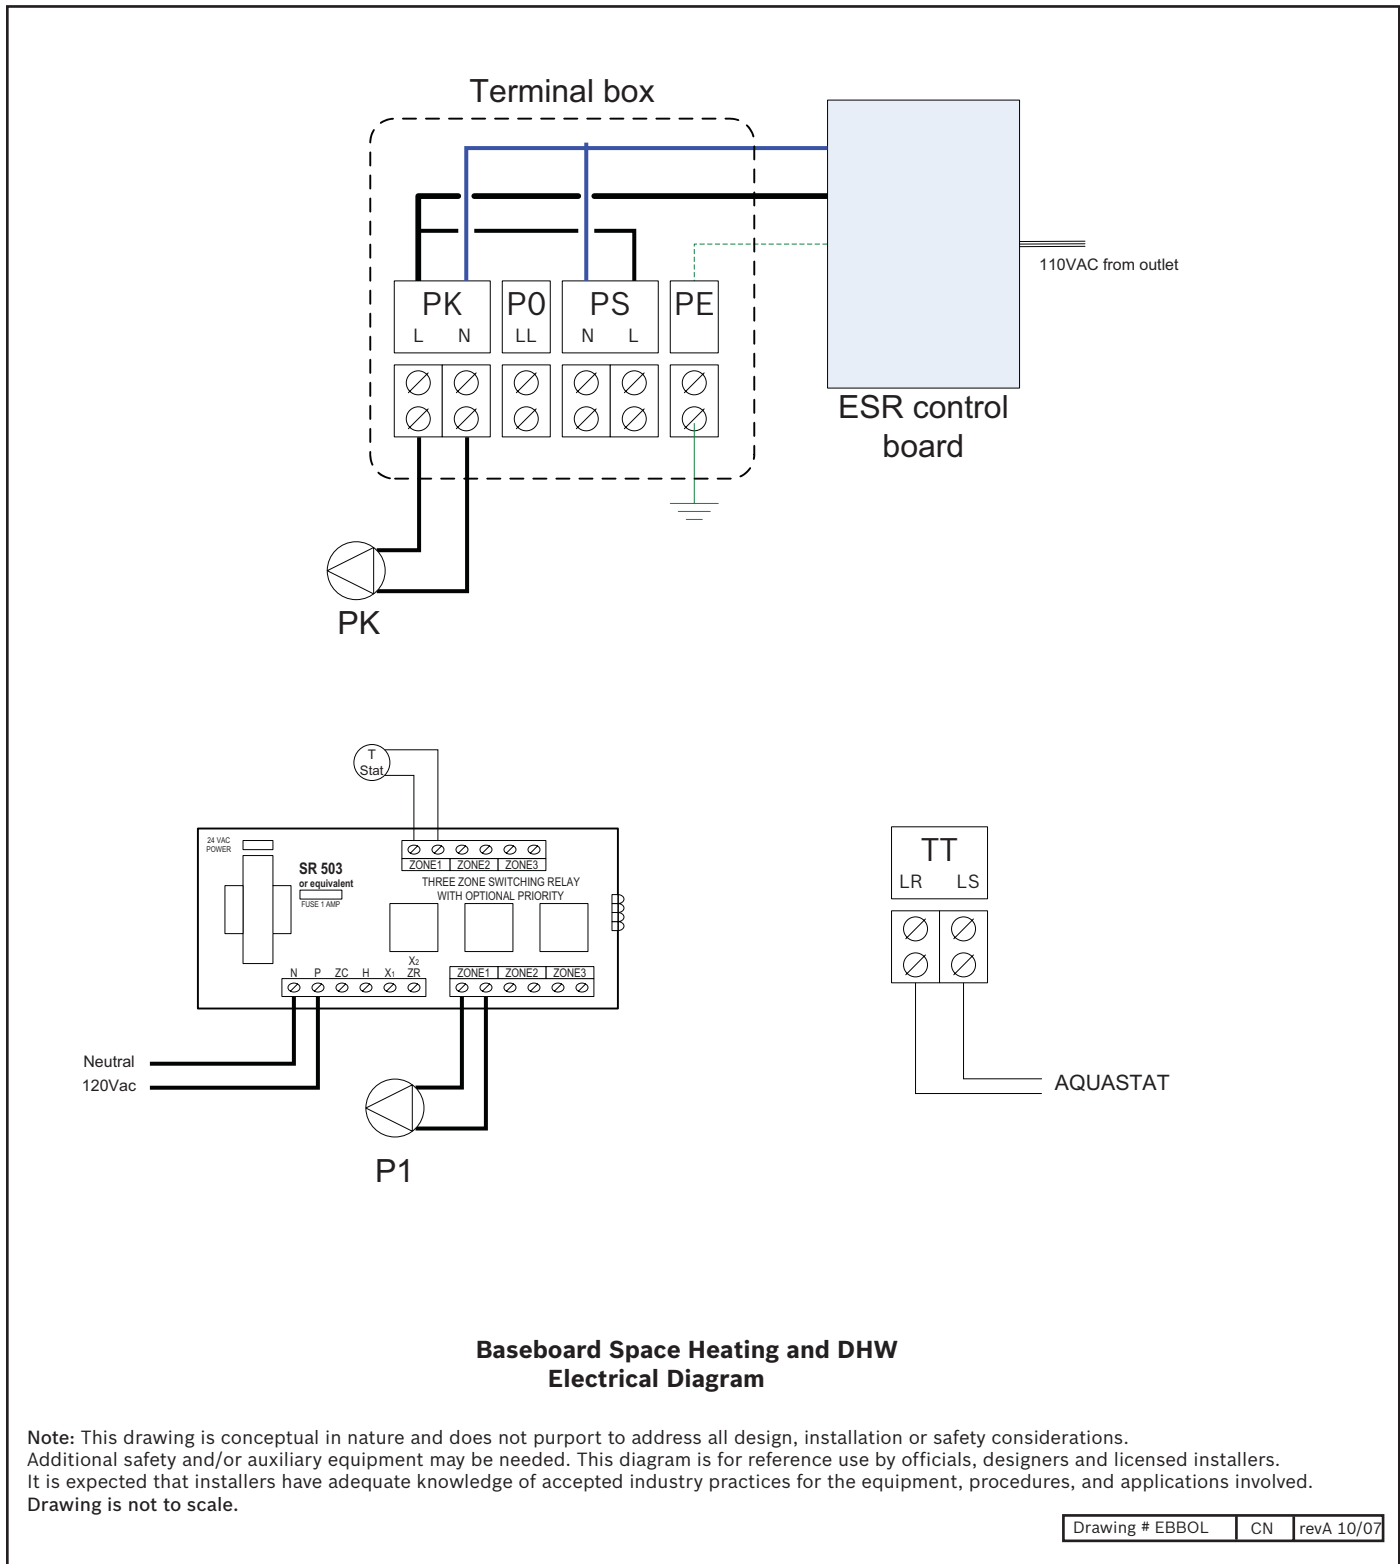 Terminal box
110VAC from outlet
PK
P0
PS
PE
L
N
LL
N
L
ESR control
board
PK
T
Stat
24 VAC
POWER
SR 503
or equivalent
FUSE 1 AMP
ZONE1
ZONE2
ZONE3
THREE ZONE SWITCHING RELAY
WITH OPTIONAL PRIORITY
X2
N
P
ZC
H
X1
ZR
ZONE1
ZONE2
ZONE3
Neutral
120Vac
P1
TT
LR
LS
AQUASTAT
Baseboard Space Heating and DHW
Electrical Diagram
Note: This drawing is conceptual in nature and does not purport to address all design, installation or safety considerations.
Additional safety and/or auxiliary equipment may be needed. This diagram is for reference use by officials, designers and licensed installers.
It is expected that installers have adequate knowledge of accepted industry practices for the equipment, procedures, and applications involved.
Drawing is not to scale.
Drawing # EBBOL
CN
revA 10/07